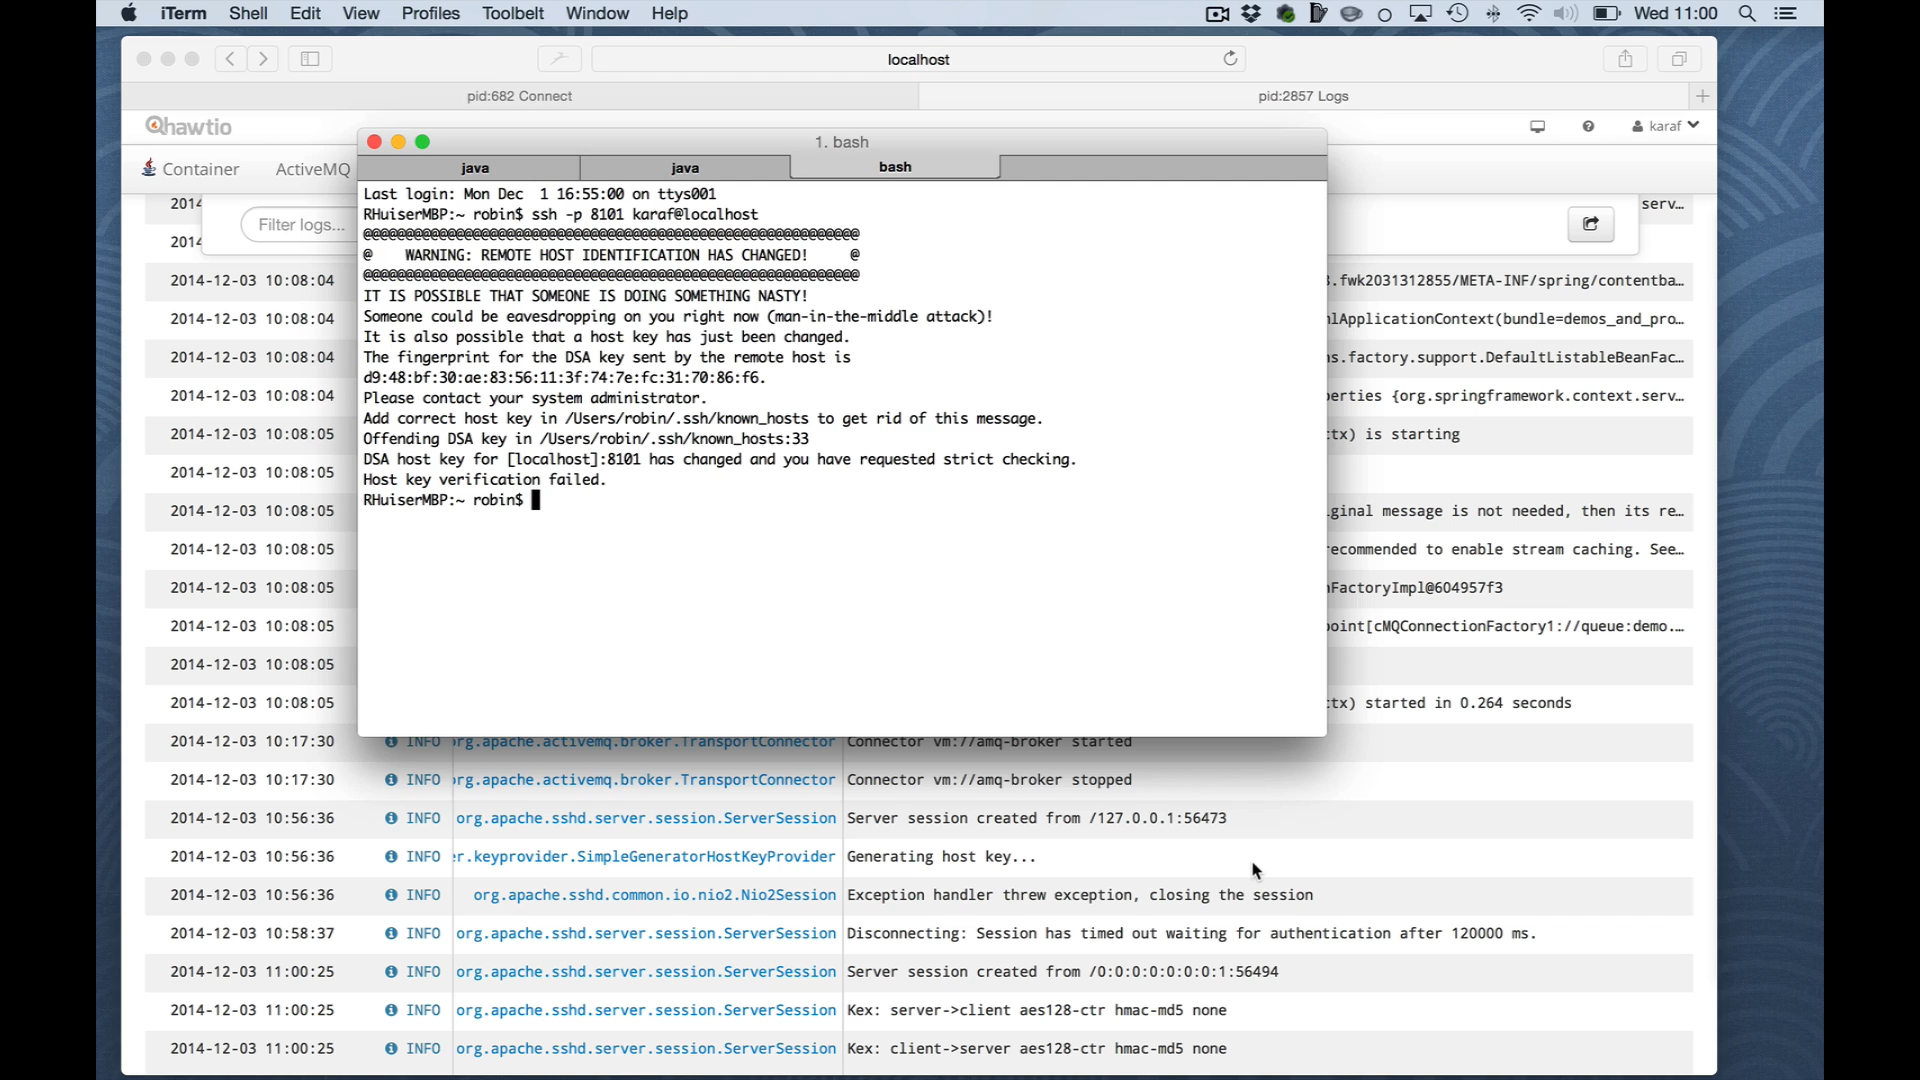 iTerm Shell Edit View Profiles Toolbelt Window Help Wed 11:00
localhost
pid:682 Connect pid:2857 Logs
hawtio karaf
Container ActiveMQ
1. bash
java java bash
Last login: Mon Dec  1 16:55:00 on ttys001
RHuiserMBP:~ robin$ ssh -p 8101 karaf@localhost
@@@@@@@@@@@@@@@@@@@@@@@@@@@@@@@@@@@@@@@@@@@@@@@@@@@@@@@@@@@
@    WARNING: REMOTE HOST IDENTIFICATION HAS CHANGED!     @
@@@@@@@@@@@@@@@@@@@@@@@@@@@@@@@@@@@@@@@@@@@@@@@@@@@@@@@@@@@
IT IS POSSIBLE THAT SOMEONE IS DOING SOMETHING NASTY!
Someone could be eavesdropping on you right now (man-in-the-middle attack)!
It is also possible that a host key has just been changed.
The fingerprint for the DSA key sent by the remote host is
d9:48:bf:30:ae:83:56:11:3f:74:7e:fc:31:70:86:f6.
Please contact your system administrator.
Add correct host key in /Users/robin/.ssh/known_hosts to get rid of this message.
Offending DSA key in /Users/robin/.ssh/known_hosts:33
DSA host key for [localhost]:8101 has changed and you have requested strict checking.
Host key verification failed.
RHuiserMBP:~ robin$
2014 serv…
Filter logs...
2014
2014-12-03 10:08:04 .fwk2031312855/META-INF/spring/contentba…
2014-12-03 10:08:04 lApplicationContext(bundle=demos_and_pro…
2014-12-03 10:08:04 s.factory.support.DefaultListableBeanFac…
2014-12-03 10:08:04 erties {org.springframework.context.serv…
2014-12-03 10:08:05 tx) is starting
2014-12-03 10:08:05
2014-12-03 10:08:05 ginal message is not needed, then its re…
2014-12-03 10:08:05 ecommended to enable stream caching. See…
2014-12-03 10:08:05 FactoryImpl@604957f3
2014-12-03 10:08:05 oint[cMQConnectionFactory1://queue:demo.…
2014-12-03 10:08:05
2014-12-03 10:08:05 tx) started in 0.264 seconds
2014-12-03 10:17:30 INFO org.apache.activemq.broker.TransportConnector Connector vm://amq-broker started
2014-12-03 10:17:30 INFO org.apache.activemq.broker.TransportConnector Connector vm://amq-broker stopped
2014-12-03 10:56:36 INFO org.apache.sshd.server.session.ServerSession Server session created from /127.0.0.1:56473
2014-12-03 10:56:36 INFO er.keyprovider.SimpleGeneratorHostKeyProvider Generating host key...
2014-12-03 10:56:36 INFO org.apache.sshd.common.io.nio2.Nio2Session Exception handler threw exception, closing the session
2014-12-03 10:58:37 INFO org.apache.sshd.server.session.ServerSession Disconnecting: Session has timed out waiting for authentication after 120000 ms.
2014-12-03 11:00:25 INFO org.apache.sshd.server.session.ServerSession Server session created from /0:0:0:0:0:0:0:1:56494
2014-12-03 11:00:25 INFO org.apache.sshd.server.session.ServerSession Kex: server->client aes128-ctr hmac-md5 none
2014-12-03 11:00:25 INFO org.apache.sshd.server.session.ServerSession Kex: client->server aes128-ctr hmac-md5 none